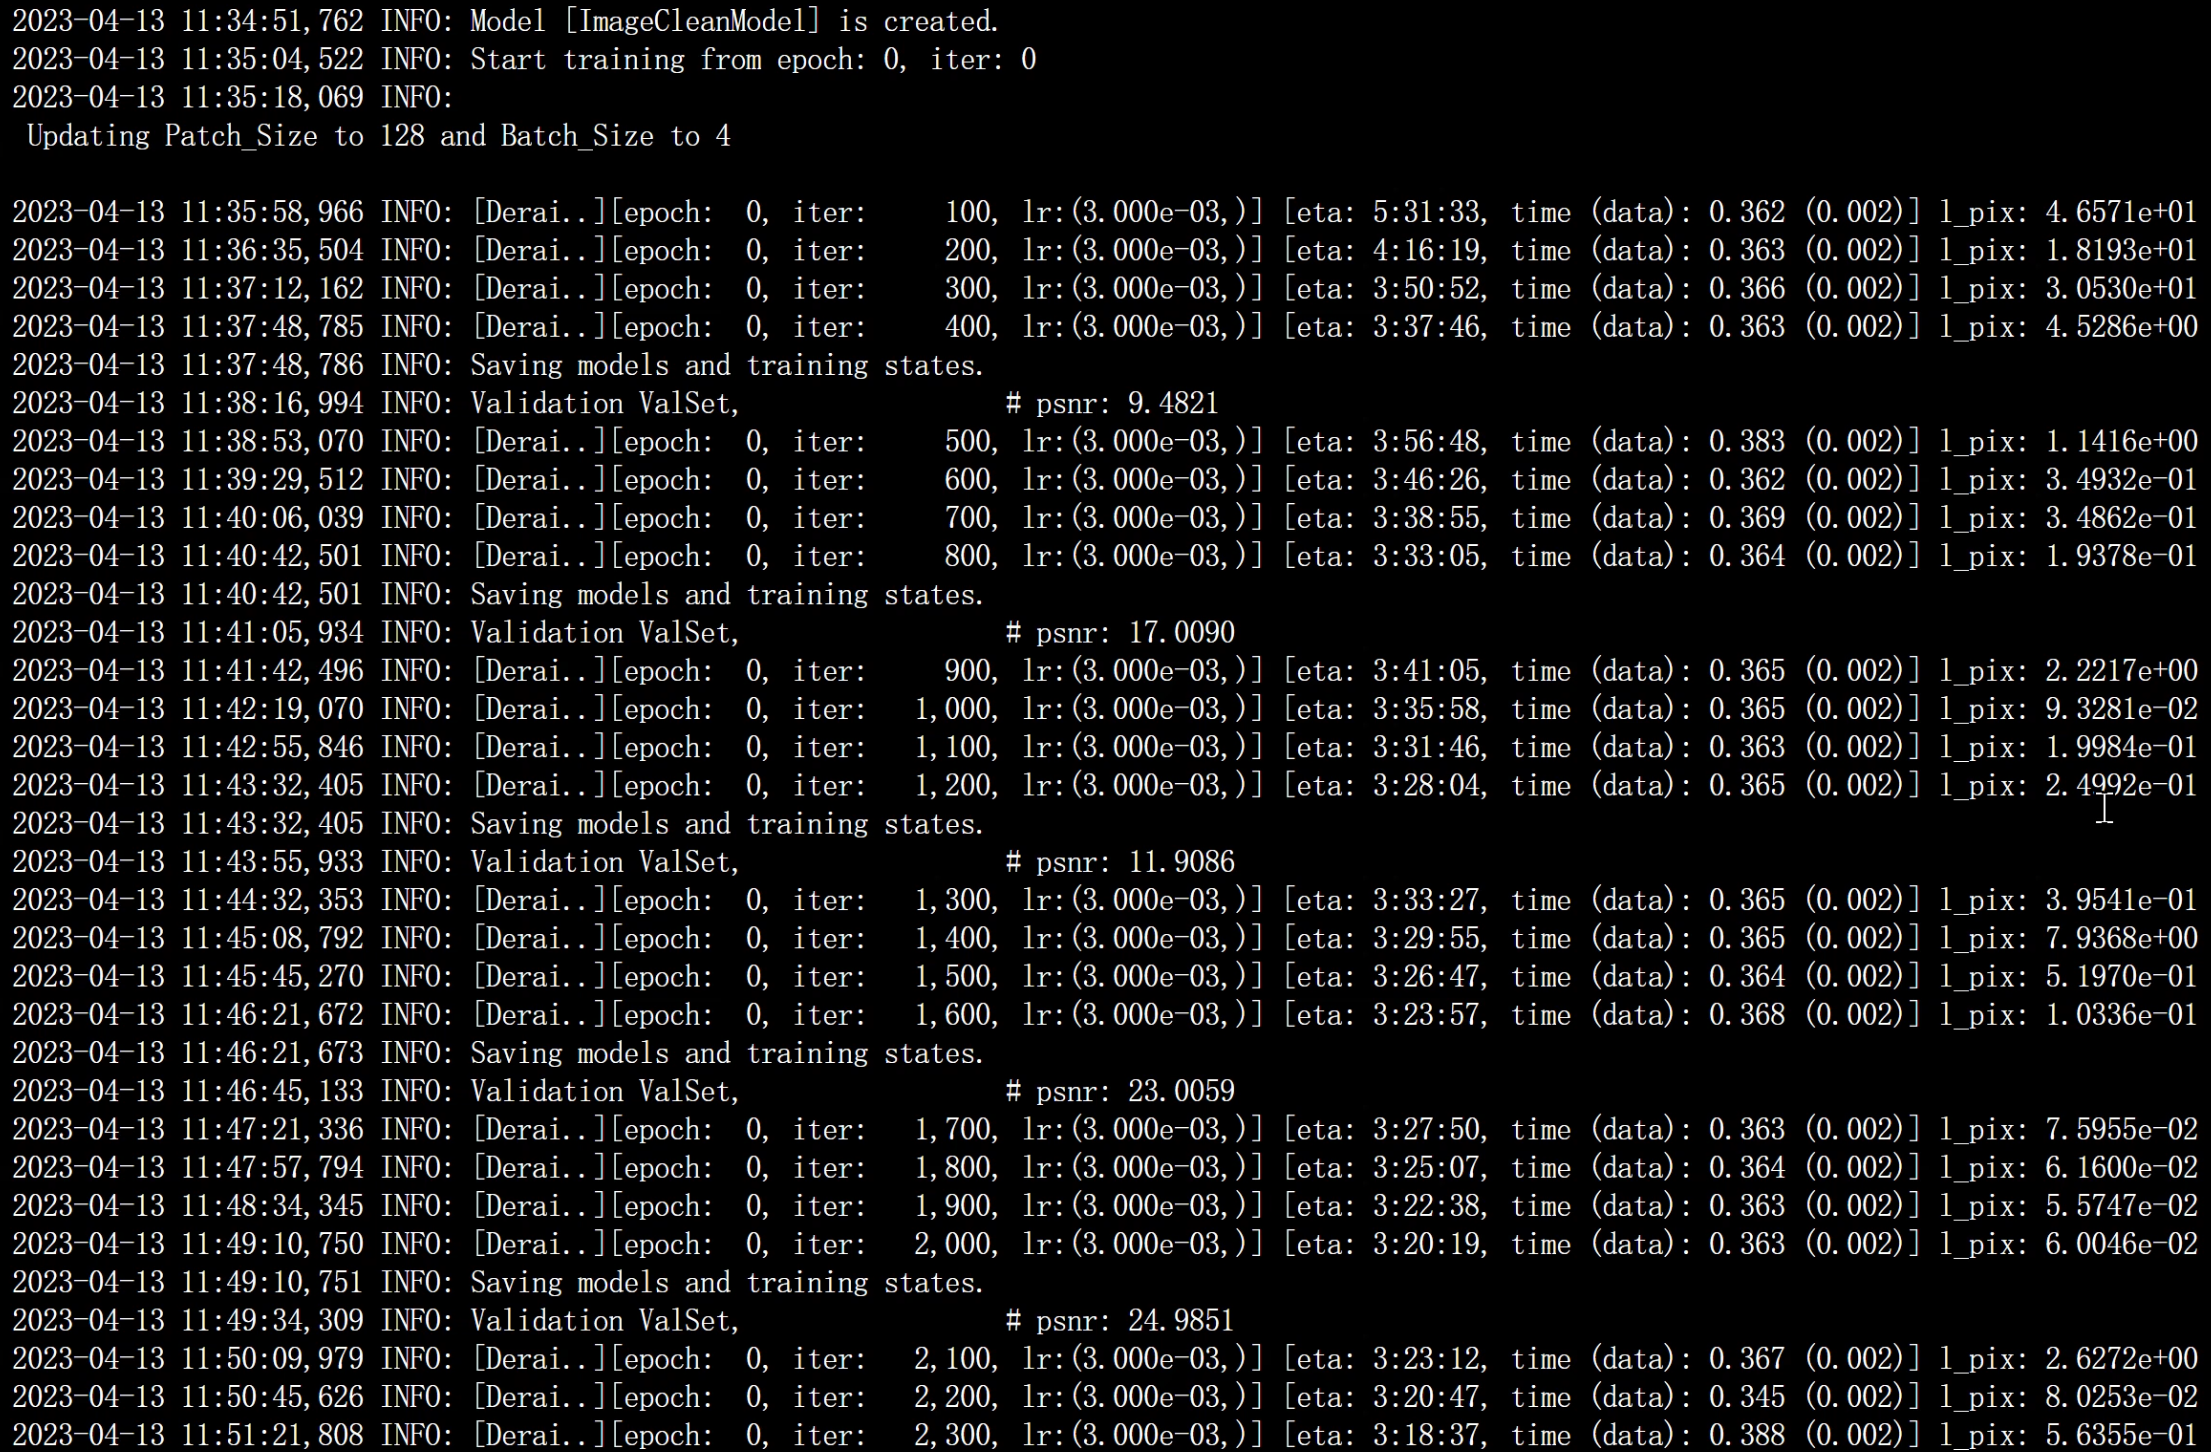 2023-04-13 11:34:51,762 INFO: Model [ImageCleanModel] is created.
2023-04-13 11:35:04,522 INFO: Start training from epoch: 0, iter: 0
2023-04-13 11:35:18,069 INFO:
Updating Patch_Size to 128 and Batch_Size to 4
2023-04-13 11:35:58,966 INFO: [Derai..][epoch:  0, iter:     100, lr:(3.000e-03,)] [eta: 5:31:33, time (data): 0.362 (0.002)] l_pix: 4.6571e+01
2023-04-13 11:36:35,504 INFO: [Derai..][epoch:  0, iter:     200, lr:(3.000e-03,)] [eta: 4:16:19, time (data): 0.363 (0.002)] l_pix: 1.8193e+01
2023-04-13 11:37:12,162 INFO: [Derai..][epoch:  0, iter:     300, lr:(3.000e-03,)] [eta: 3:50:52, time (data): 0.366 (0.002)] l_pix: 3.0530e+01
2023-04-13 11:37:48,785 INFO: [Derai..][epoch:  0, iter:     400, lr:(3.000e-03,)] [eta: 3:37:46, time (data): 0.363 (0.002)] l_pix: 4.5286e+00
2023-04-13 11:37:48,786 INFO: Saving models and training states.
2023-04-13 11:38:16,994 INFO: Validation ValSet,                 # psnr: 9.4821
2023-04-13 11:38:53,070 INFO: [Derai..][epoch:  0, iter:     500, lr:(3.000e-03,)] [eta: 3:56:48, time (data): 0.383 (0.002)] l_pix: 1.1416e+00
2023-04-13 11:39:29,512 INFO: [Derai..][epoch:  0, iter:     600, lr:(3.000e-03,)] [eta: 3:46:26, time (data): 0.362 (0.002)] l_pix: 3.4932e-01
2023-04-13 11:40:06,039 INFO: [Derai..][epoch:  0, iter:     700, lr:(3.000e-03,)] [eta: 3:38:55, time (data): 0.369 (0.002)] l_pix: 3.4862e-01
2023-04-13 11:40:42,501 INFO: [Derai..][epoch:  0, iter:     800, lr:(3.000e-03,)] [eta: 3:33:05, time (data): 0.364 (0.002)] l_pix: 1.9378e-01
2023-04-13 11:40:42,501 INFO: Saving models and training states.
2023-04-13 11:41:05,934 INFO: Validation ValSet,                 # psnr: 17.0090
2023-04-13 11:41:42,496 INFO: [Derai..][epoch:  0, iter:     900, lr:(3.000e-03,)] [eta: 3:41:05, time (data): 0.365 (0.002)] l_pix: 2.2217e+00
2023-04-13 11:42:19,070 INFO: [Derai..][epoch:  0, iter:   1,000, lr:(3.000e-03,)] [eta: 3:35:58, time (data): 0.365 (0.002)] l_pix: 9.3281e-02
2023-04-13 11:42:55,846 INFO: [Derai..][epoch:  0, iter:   1,100, lr:(3.000e-03,)] [eta: 3:31:46, time (data): 0.363 (0.002)] l_pix: 1.9984e-01
2023-04-13 11:43:32,405 INFO: [Derai..][epoch:  0, iter:   1,200, lr:(3.000e-03,)] [eta: 3:28:04, time (data): 0.365 (0.002)] l_pix: 2.4992e-01
2023-04-13 11:43:32,405 INFO: Saving models and training states.
2023-04-13 11:43:55,933 INFO: Validation ValSet,                 # psnr: 11.9086
2023-04-13 11:44:32,353 INFO: [Derai..][epoch:  0, iter:   1,300, lr:(3.000e-03,)] [eta: 3:33:27, time (data): 0.365 (0.002)] l_pix: 3.9541e-01
2023-04-13 11:45:08,792 INFO: [Derai..][epoch:  0, iter:   1,400, lr:(3.000e-03,)] [eta: 3:29:55, time (data): 0.365 (0.002)] l_pix: 7.9368e+00
2023-04-13 11:45:45,270 INFO: [Derai..][epoch:  0, iter:   1,500, lr:(3.000e-03,)] [eta: 3:26:47, time (data): 0.364 (0.002)] l_pix: 5.1970e-01
2023-04-13 11:46:21,672 INFO: [Derai..][epoch:  0, iter:   1,600, lr:(3.000e-03,)] [eta: 3:23:57, time (data): 0.368 (0.002)] l_pix: 1.0336e-01
2023-04-13 11:46:21,673 INFO: Saving models and training states.
2023-04-13 11:46:45,133 INFO: Validation ValSet,                 # psnr: 23.0059
2023-04-13 11:47:21,336 INFO: [Derai..][epoch:  0, iter:   1,700, lr:(3.000e-03,)] [eta: 3:27:50, time (data): 0.363 (0.002)] l_pix: 7.5955e-02
2023-04-13 11:47:57,794 INFO: [Derai..][epoch:  0, iter:   1,800, lr:(3.000e-03,)] [eta: 3:25:07, time (data): 0.364 (0.002)] l_pix: 6.1600e-02
2023-04-13 11:48:34,345 INFO: [Derai..][epoch:  0, iter:   1,900, lr:(3.000e-03,)] [eta: 3:22:38, time (data): 0.363 (0.002)] l_pix: 5.5747e-02
2023-04-13 11:49:10,750 INFO: [Derai..][epoch:  0, iter:   2,000, lr:(3.000e-03,)] [eta: 3:20:19, time (data): 0.363 (0.002)] l_pix: 6.0046e-02
2023-04-13 11:49:10,751 INFO: Saving models and training states.
2023-04-13 11:49:34,309 INFO: Validation ValSet,                 # psnr: 24.9851
2023-04-13 11:50:09,979 INFO: [Derai..][epoch:  0, iter:   2,100, lr:(3.000e-03,)] [eta: 3:23:12, time (data): 0.367 (0.002)] l_pix: 2.6272e+00
2023-04-13 11:50:45,626 INFO: [Derai..][epoch:  0, iter:   2,200, lr:(3.000e-03,)] [eta: 3:20:47, time (data): 0.345 (0.002)] l_pix: 8.0253e-02
2023-04-13 11:51:21,808 INFO: [Derai..][epoch:  0, iter:   2,300, lr:(3.000e-03,)] [eta: 3:18:37, time (data): 0.388 (0.002)] l_pix: 5.6355e-01